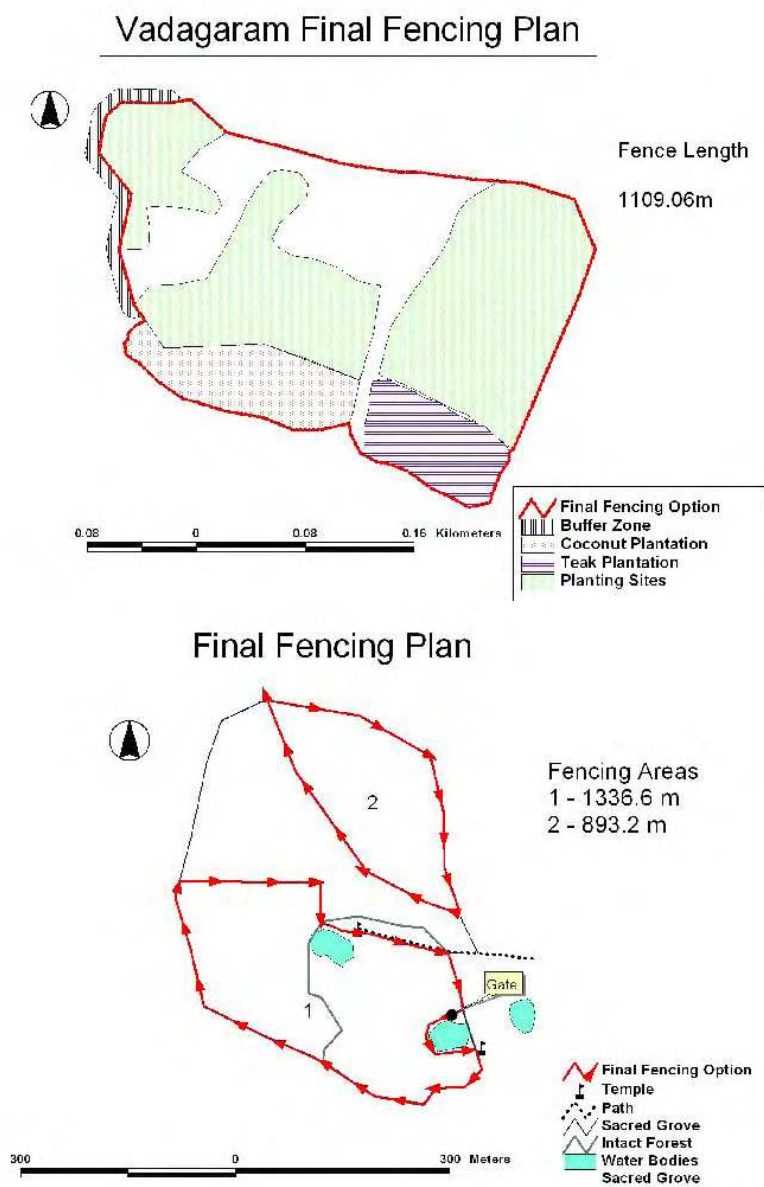 Vadagaram Final Fencing Plan
Fence Length
1109.06m
Final Fencing Option
Buffer Zone
Coconut Plantation
Teak Plantation
Planting Sites
0.08 0 0.08 0.16 Kilometers
Final Fencing Plan
Fencing Areas
1 - 1336.6 m
2 - 893.2 m
2
1
Gate
Final Fencing Option
Temple
Path
Sacred Grove
Intact Forest
Water Bodies
Sacred Grove
300 0 300 Meters